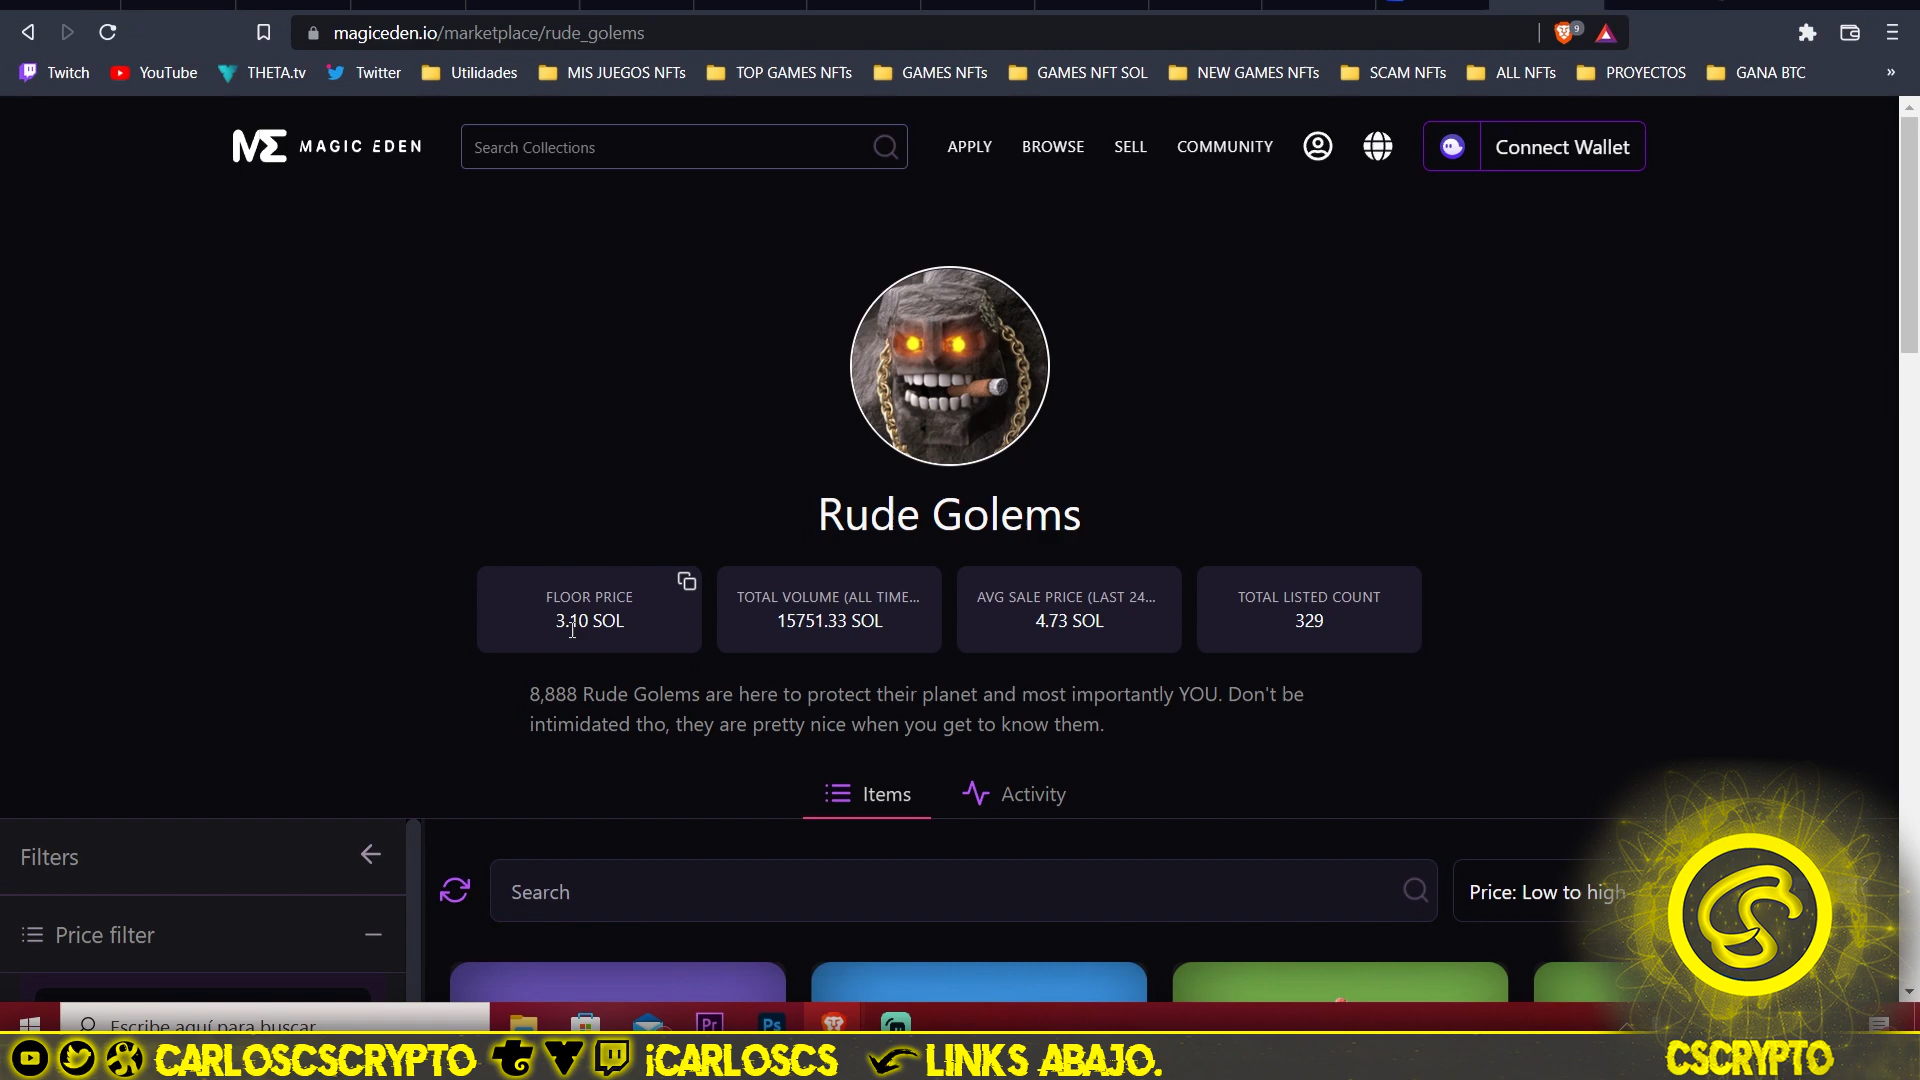 magiceden.io/marketplace/rude_golems
9
Twitch YouTube THETA.tv Twitter Utilidades MIS JUEGOS NFTs TOP GAMES NFTs GAMES NFTs GAMES NFT SOL NEW GAMES NFTs SCAM NFTs ALL NFTs PROYECTOS GANA BTC »
ME MAGIC EDEN Search Collections APPLY BROWSE SELL COMMUNITY Connect Wallet
Rude Golems
FLOOR PRICE TOTAL VOLUME (ALL TIME... AVG SALE PRICE (LAST 24... TOTAL LISTED COUNT
3.10 SOL 15751.33 SOL 4.73 SOL 329
8,888 Rude Golems are here to protect their planet and most importantly YOU. Don't be
intimidated tho, they are pretty nice when you get to know them.
Items Activity
Filters
Search Price: Low to high
Price filter
Escribe aquí para buscar Pr Ps
CARLOSCSCRYPTO iCARLOSCS LINKS ABAJO. CSCRYPTO